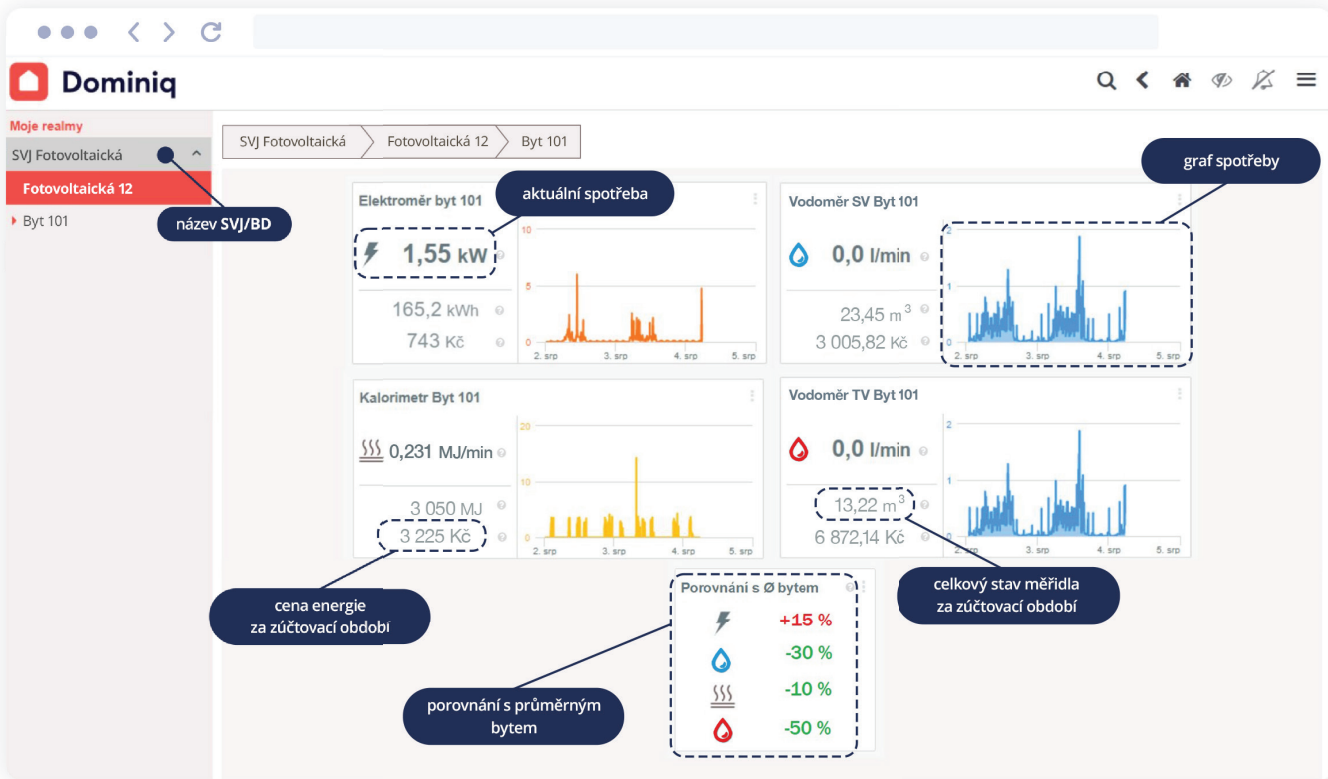 Dominiq
Moje realmy
SVJ Fotovoltaická
Fotovoltaická 12
Byt 101
název SVJ/BD
SVJ Fotovoltaická
Fotovoltaická 12
Byt 101
Elektroměr byt 101
aktuální spotřeba
1,55 kW
165,2 kWh
743 Kč
10
5
0
2. srp
3. srp
4. srp
5. srp
Vodoměr SV Byt 101
graf spotřeby
0,0 l/min
23,45 m³
3 005,82 Kč
2
1
0
2. srp
3. srp
4. srp
5. srp
Kalorimetr Byt 101
0,231 MJ/min
3 050 MJ
3 225 Kč
20
10
0
2. srp
3. srp
4. srp
5. srp
cena energie
za zúčtovací období
Vodoměr TV Byt 101
0,0 l/min
13,22 m³
6 872,14 Kč
2
1
0
2. srp
3. srp
4. srp
5. srp
celkový stav měřidla
za zúčtovací období
Porovnání s Ø bytem
+15 %
-30 %
-10 %
-50 %
porovnání s průměrným
bytem